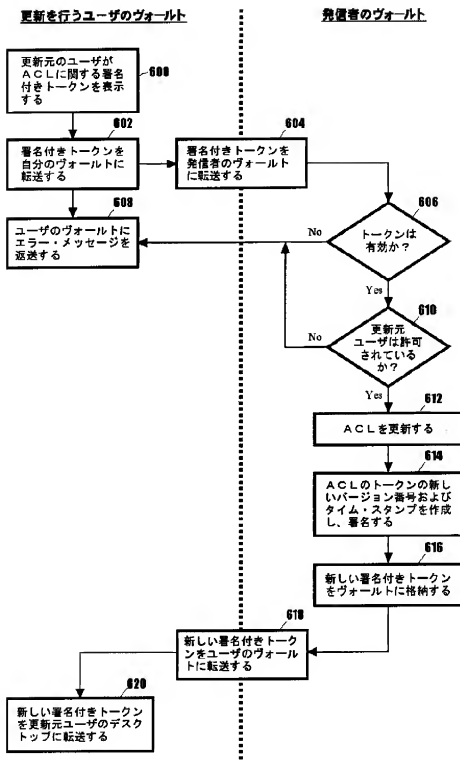 更新を行うユーザのヴォールト
発信者のヴォールト
600
更新元のユーザが
ACLに関する署名
付きトークンを表示
する
602
署名付きトークンを
自分のヴォールトに
転送する
604
署名付きトークンを
発信者のヴォールト
に転送する
606
トークンは
有効か?
No
Yes
608
ユーザのヴォールトに
エラー・メッセージを
返送する
610
更新元
ユーザは許可
されている
か?
No
Yes
612
ACLを更新する
614
ACLのトークンの新し
いバージョン番号および
タイム・スタンプを作成
し、署名する
616
新しい署名付きトークン
をヴォールトに格納する
618
新しい署名付きトーク
ンをユーザのヴォール
トに転送する
620
新しい署名付きトークン
を更新元ユーザのデスク
トップに転送する